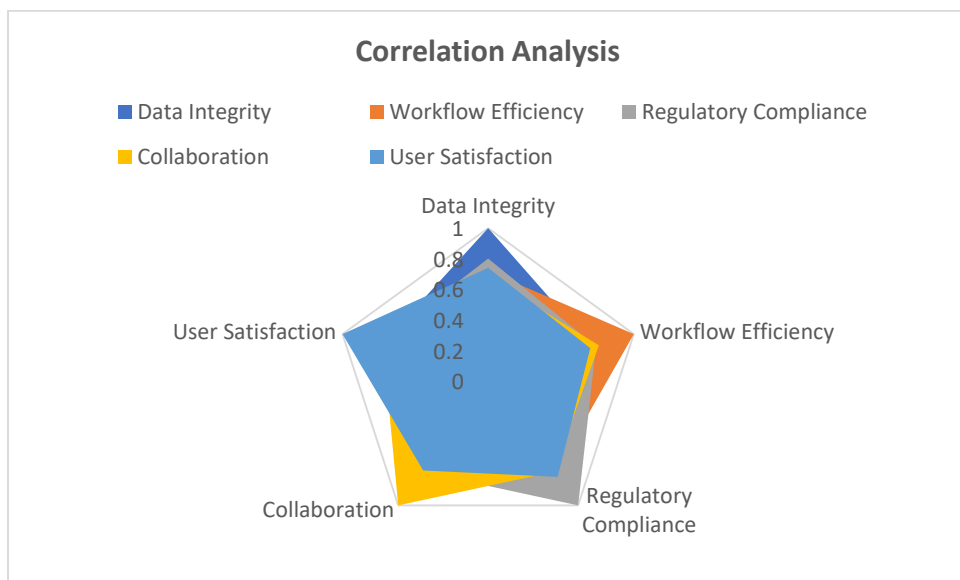 Correlation Analysis
Data Integrity
Workflow Efficiency
Regulatory Compliance
Collaboration
User Satisfaction
Data Integrity
1
0.8
0.6
0.4
0.2
0
User Satisfaction
Workflow Efficiency
Collaboration
Regulatory
Compliance